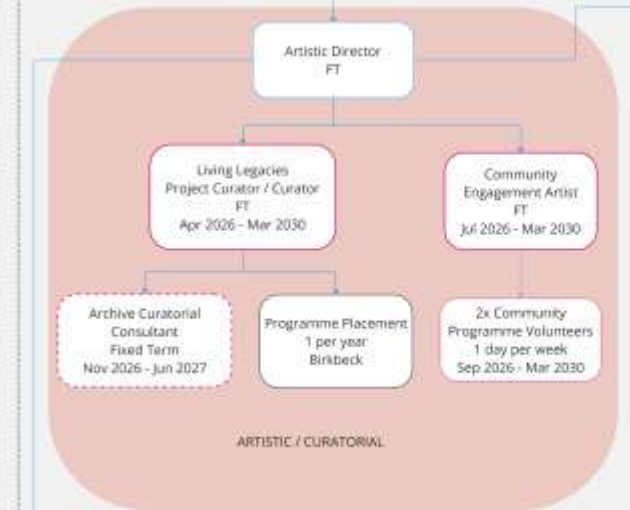 Artistic Director
FT
Living Legacies
Project Curator / Curator
FT
Apr 2026 - Mar 2030
Community
Engagement Artist
FT
Jul 2026 - Mar 2030
Archive Curatorial
Consultant
Fixed Term
Nov 2026 - Jun 2027
Programme Placement
1 per year
Birkbeck
2x Community
Programme Volunteers
1 day per week
Sep 2026 - Mar 2030
ARTISTIC / CURATORIAL